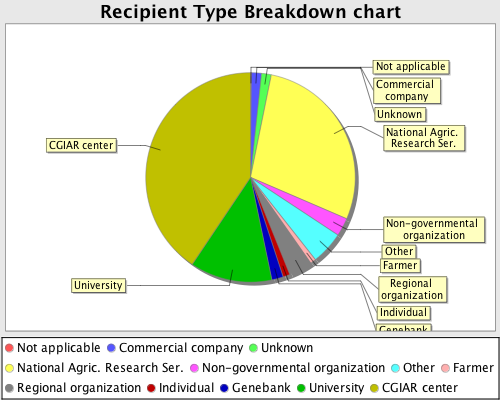 Recipient Type Breakdown chart
Not applicable
Commercial
company
Unknown
National Agric.
Research Ser.
CGIAR center
Non-governmental
organization
Other
Farmer
University
Regional
organization
Individual
Genebank
Not applicable Commercial company Unknown
National Agric. Research Ser. Non-governmental organization Other Farmer
Regional organization Individual Genebank University CGIAR center